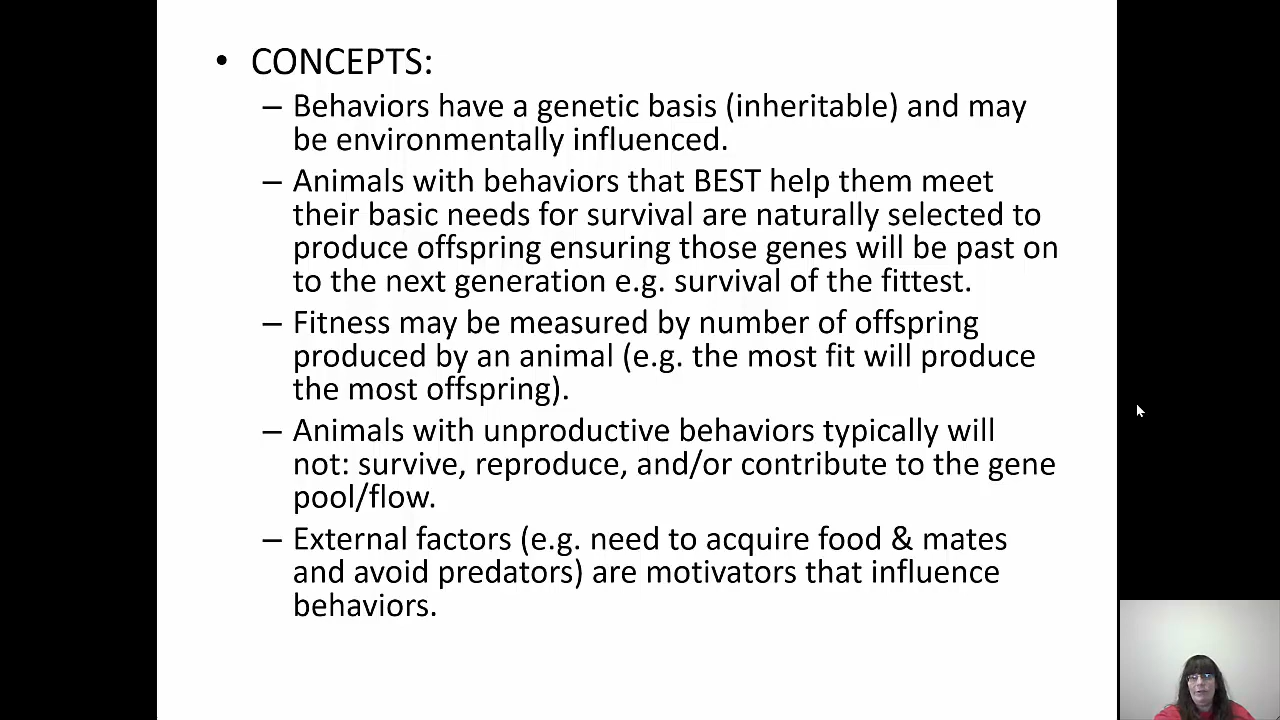 • CONCEPTS:
– Behaviors have a genetic basis (inheritable) and may
be environmentally influenced.
– Animals with behaviors that BEST help them meet
their basic needs for survival are naturally selected to
produce offspring ensuring those genes will be past on
to the next generation e.g. survival of the fittest.
– Fitness may be measured by number of offspring
produced by an animal (e.g. the most fit will produce
the most offspring).
– Animals with unproductive behaviors typically will
not: survive, reproduce, and/or contribute to the gene
pool/flow.
– External factors (e.g. need to acquire food & mates
and avoid predators) are motivators that influence
behaviors.